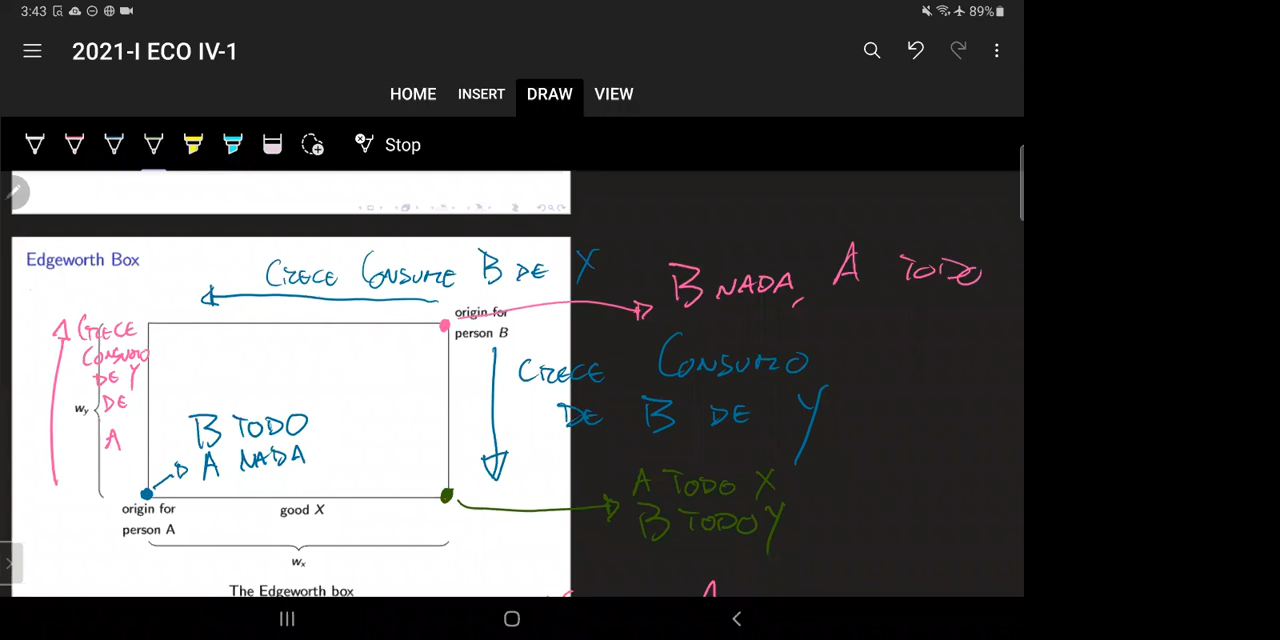 3:43
89%
2021-I ECO IV-1
HOME INSERT DRAW VIEW
Stop
Edgeworth Box
CRECE CONSUME B DE X
B NADA, A TODO
origin for
person B
CRECE
CONSUMO
DE Y
DE
A
wy
CRECE CONSUMO
DE B DE Y
B TODO
A NADA
A TODO X
B TODO Y
origin for
person A
good X
wx
The Edgeworth box
A